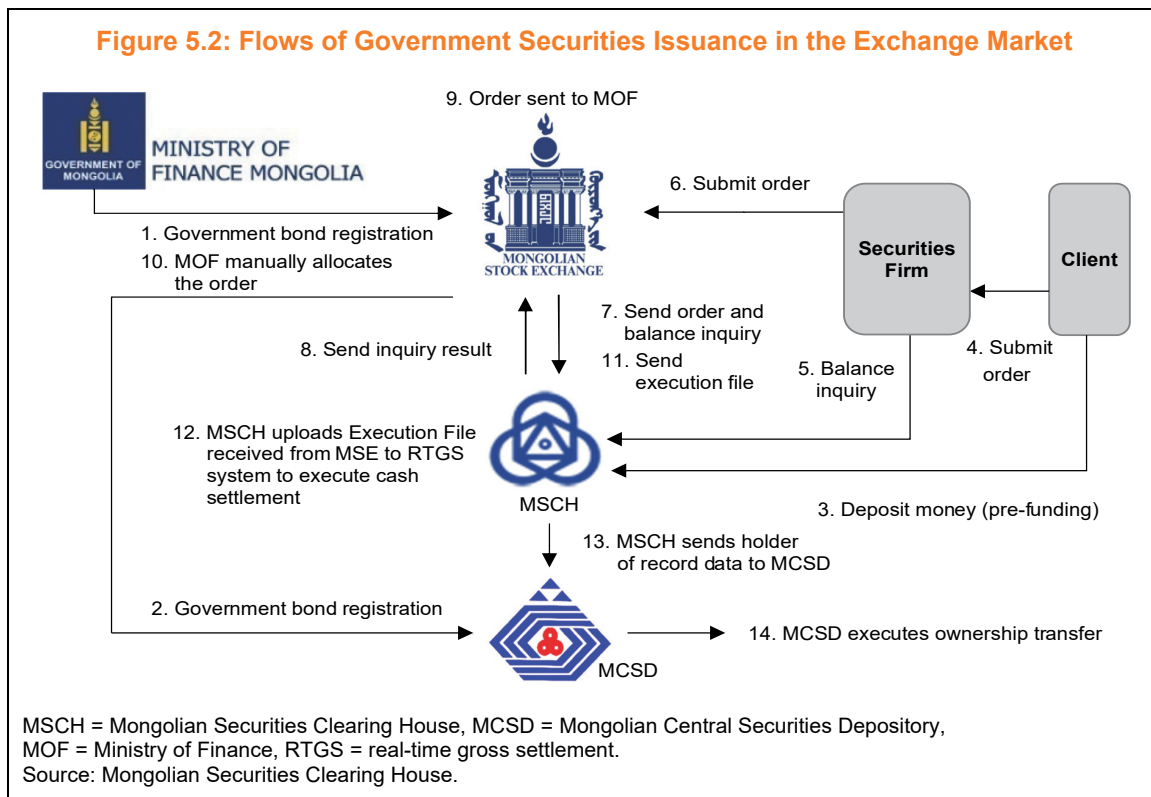 Figure 5.2: Flows of Government Securities Issuance in the Exchange Market
9. Order sent to MOF
GOVERNMENT OF
MONGOLIA
MINISTRY OF
FINANCE MONGOLIA
6. Submit order
1. Government bond registration
10. MOF manually allocates
the order
MONGOLIAN
STOCK EXCHANGE
Securities
Firm
Client
7. Send order and
balance inquiry
8. Send inquiry result
11. Send
execution file
5. Balance
inquiry
4. Submit
order
12. MSCH uploads Execution File
received from MSE to RTGS
system to execute cash
settlement
MSCH
3. Deposit money (pre-funding)
13. MSCH sends holder
of record data to MCSD
2. Government bond registration
14. MCSD executes ownership transfer
MCSD
MSCH = Mongolian Securities Clearing House, MCSD = Mongolian Central Securities Depository,
MOF = Ministry of Finance, RTGS = real-time gross settlement.
Source: Mongolian Securities Clearing House.